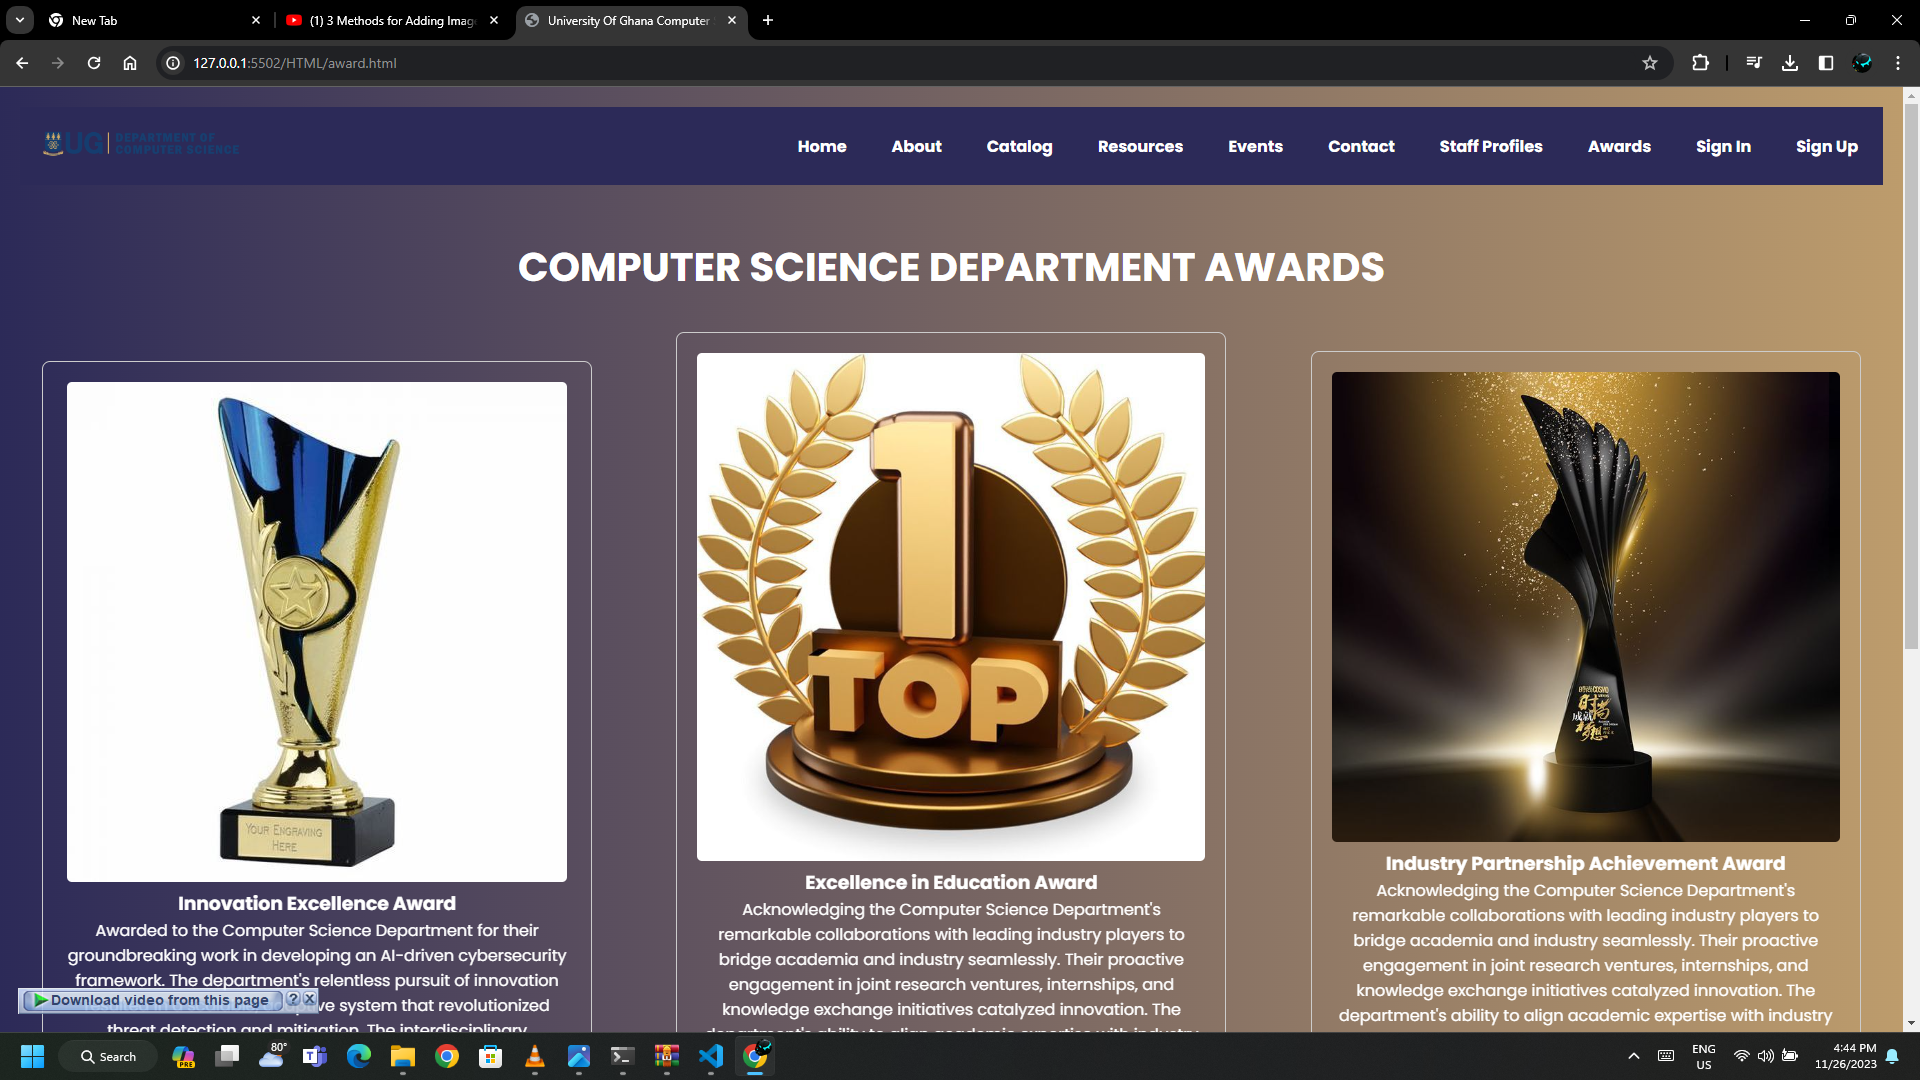 New Tab
(1) 3 Methods for Adding Imag
University Of Ghana Computer
127.0.0.1:5502/HTML/award.html
UG DEPARTMENT OF
COMPUTER SCIENCE
Home About Catalog Resources Events Contact Staff Profiles Awards Sign In Sign Up
COMPUTER SCIENCE DEPARTMENT AWARDS
YOUR ENGRAVING
HERE
Innovation Excellence Award
Awarded to the Computer Science Department for their
groundbreaking work in developing an AI-driven cybersecurity
framework. The department's relentless pursuit of innovation
ve system that revolutionized
threat detection and mitigation. The interdisciplinary
1
TOP
Excellence in Education Award
Acknowledging the Computer Science Department's
remarkable collaborations with leading industry players to
bridge academia and industry seamlessly. Their proactive
engagement in joint research ventures, internships, and
knowledge exchange initiatives catalyzed innovation. The
department's ability to align academic expertise with industry
COSMO
时尚
成就
梦想
Industry Partnership Achievement Award
Acknowledging the Computer Science Department's
remarkable collaborations with leading industry players to
bridge academia and industry seamlessly. Their proactive
engagement in joint research ventures, internships, and
knowledge exchange initiatives catalyzed innovation. The
department's ability to align academic expertise with industry
Download video from this page ?
Search
PRE
80°
ENG
US
4:44 PM
11/26/2023